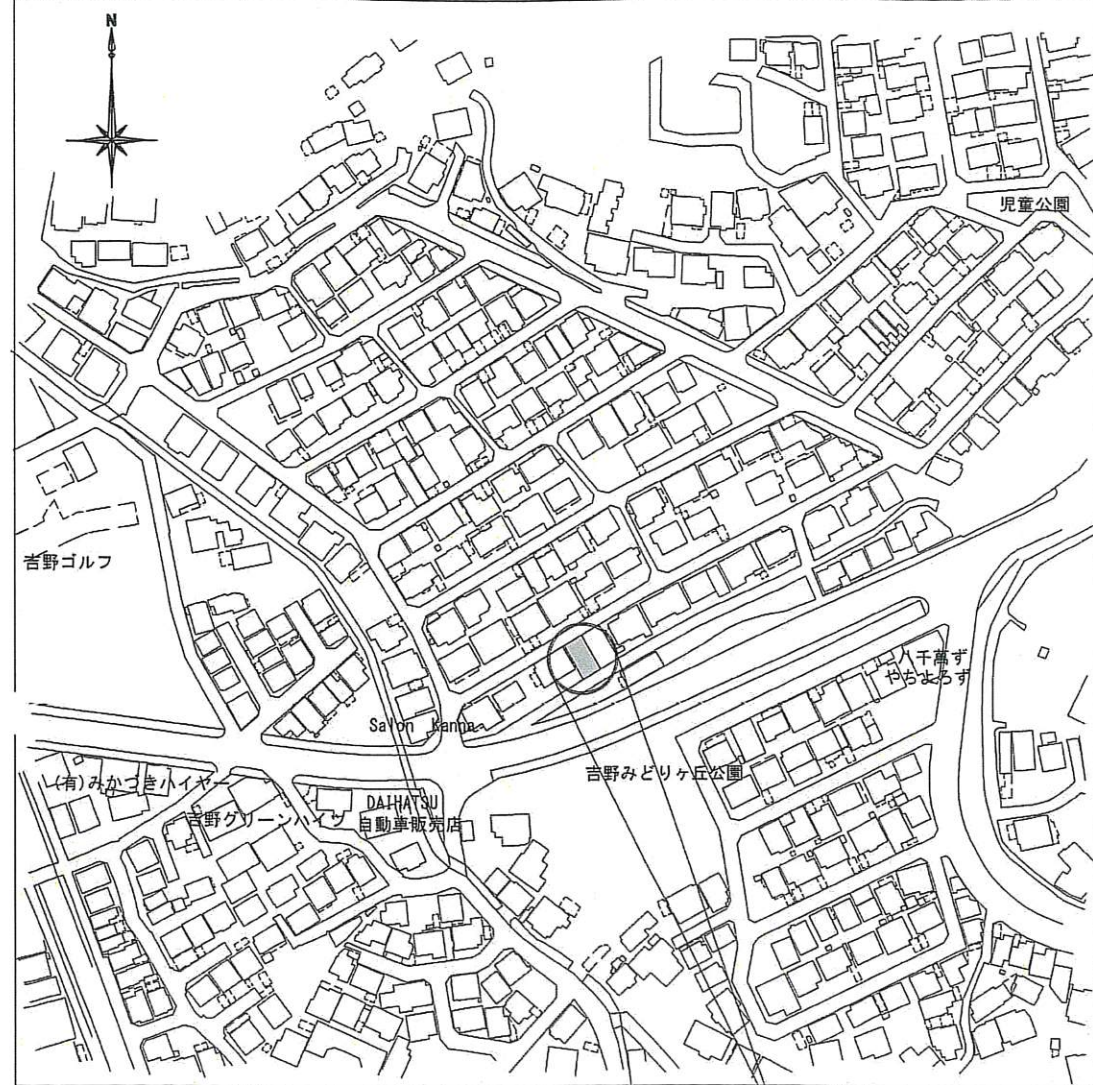 N
児童公園
吉野ゴルフ
八千萬ず
やちよろず
Salon Kanna
吉野みどりヶ丘公園
(有)みかづきハイヤー
DAIHATSU
吉野グリーンハイツ
自動車販売店